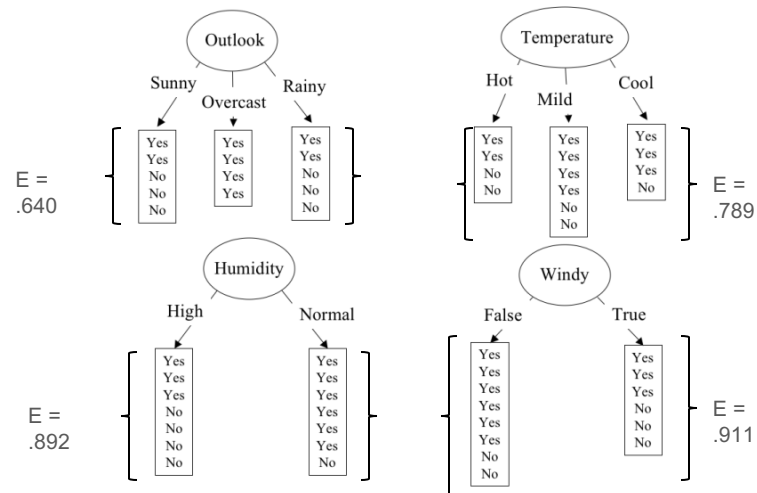 Outlook
Sunny
Overcast
Rainy
Yes
Yes
No
No
No
Yes
Yes
Yes
Yes
Yes
Yes
No
No
No
E =
.640
Temperature
Hot
Mild
Cool
Yes
Yes
No
No
Yes
Yes
Yes
Yes
No
No
Yes
Yes
Yes
No
E =
.789
Humidity
High
Normal
Yes
Yes
Yes
No
No
No
No
Yes
Yes
Yes
Yes
Yes
Yes
No
E =
.892
Windy
False
True
Yes
Yes
Yes
Yes
Yes
Yes
No
No
Yes
Yes
Yes
No
No
No
E =
.911